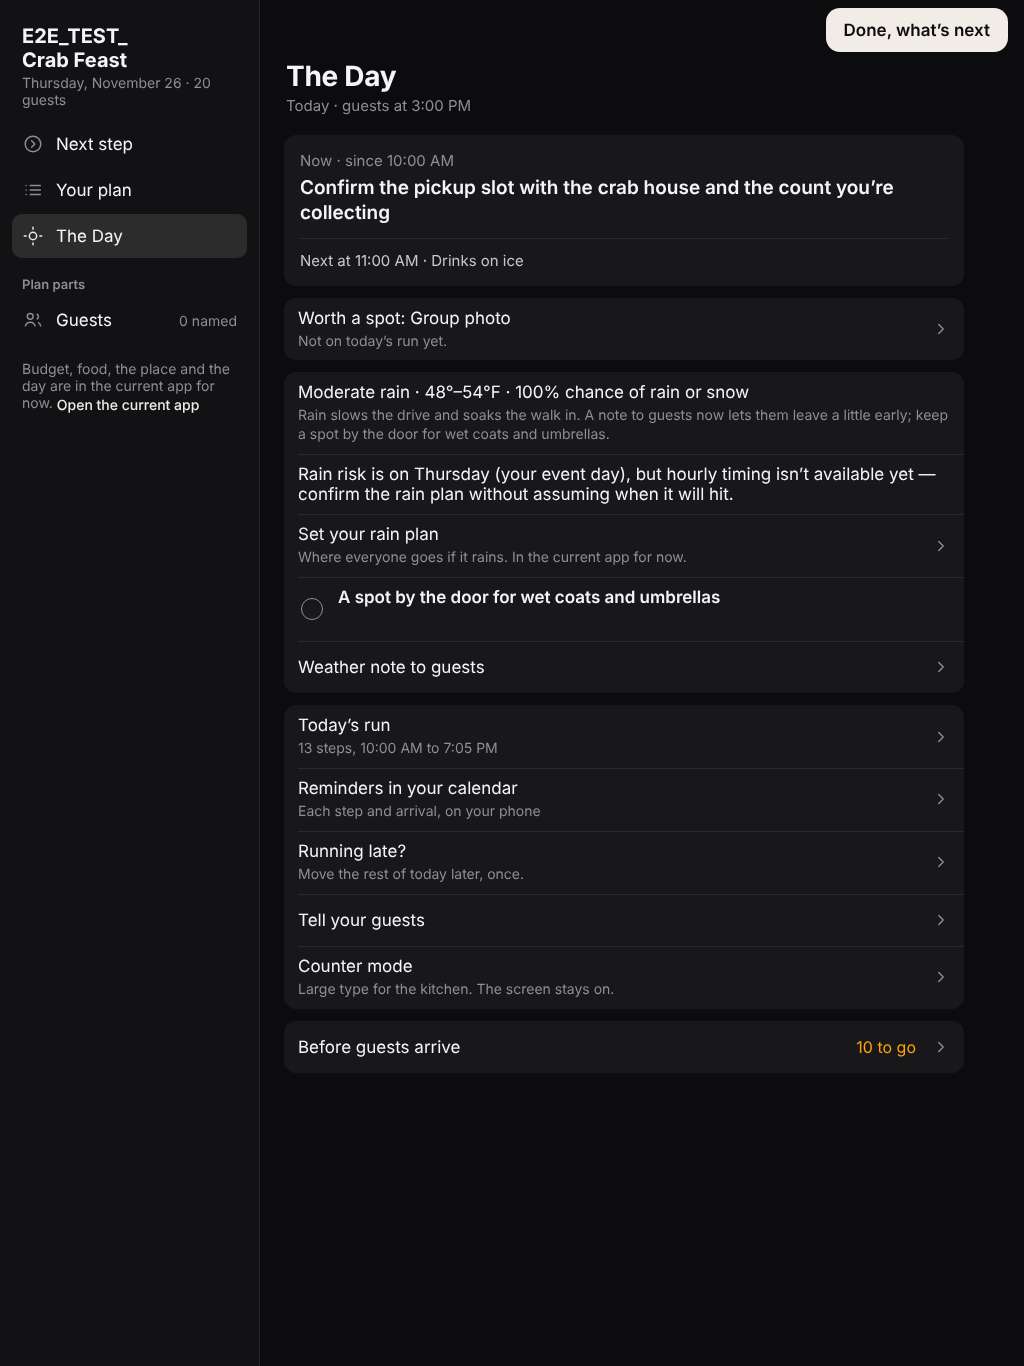 E2E_TEST_
Crab Feast
Thursday, November 26 · 20
guests
Next step
Your plan
The Day
Plan parts
Guests 0 named
Budget, food, the place and the
day are in the current app for
now. Open the current app
Done, what’s next
The Day
Today · guests at 3:00 PM
Now · since 10:00 AM
Confirm the pickup slot with the crab house and the count you’re
collecting
Next at 11:00 AM · Drinks on ice
Worth a spot: Group photo
Not on today’s run yet.
Moderate rain · 48°–54°F · 100% chance of rain or snow
Rain slows the drive and soaks the walk in. A note to guests now lets them leave a little early; keep
a spot by the door for wet coats and umbrellas.
Rain risk is on Thursday (your event day), but hourly timing isn’t available yet —
confirm the rain plan without assuming when it will hit.
Set your rain plan
Where everyone goes if it rains. In the current app for now.
A spot by the door for wet coats and umbrellas
Weather note to guests
Today’s run
13 steps, 10:00 AM to 7:05 PM
Reminders in your calendar
Each step and arrival, on your phone
Running late?
Move the rest of today later, once.
Tell your guests
Counter mode
Large type for the kitchen. The screen stays on.
Before guests arrive 10 to go